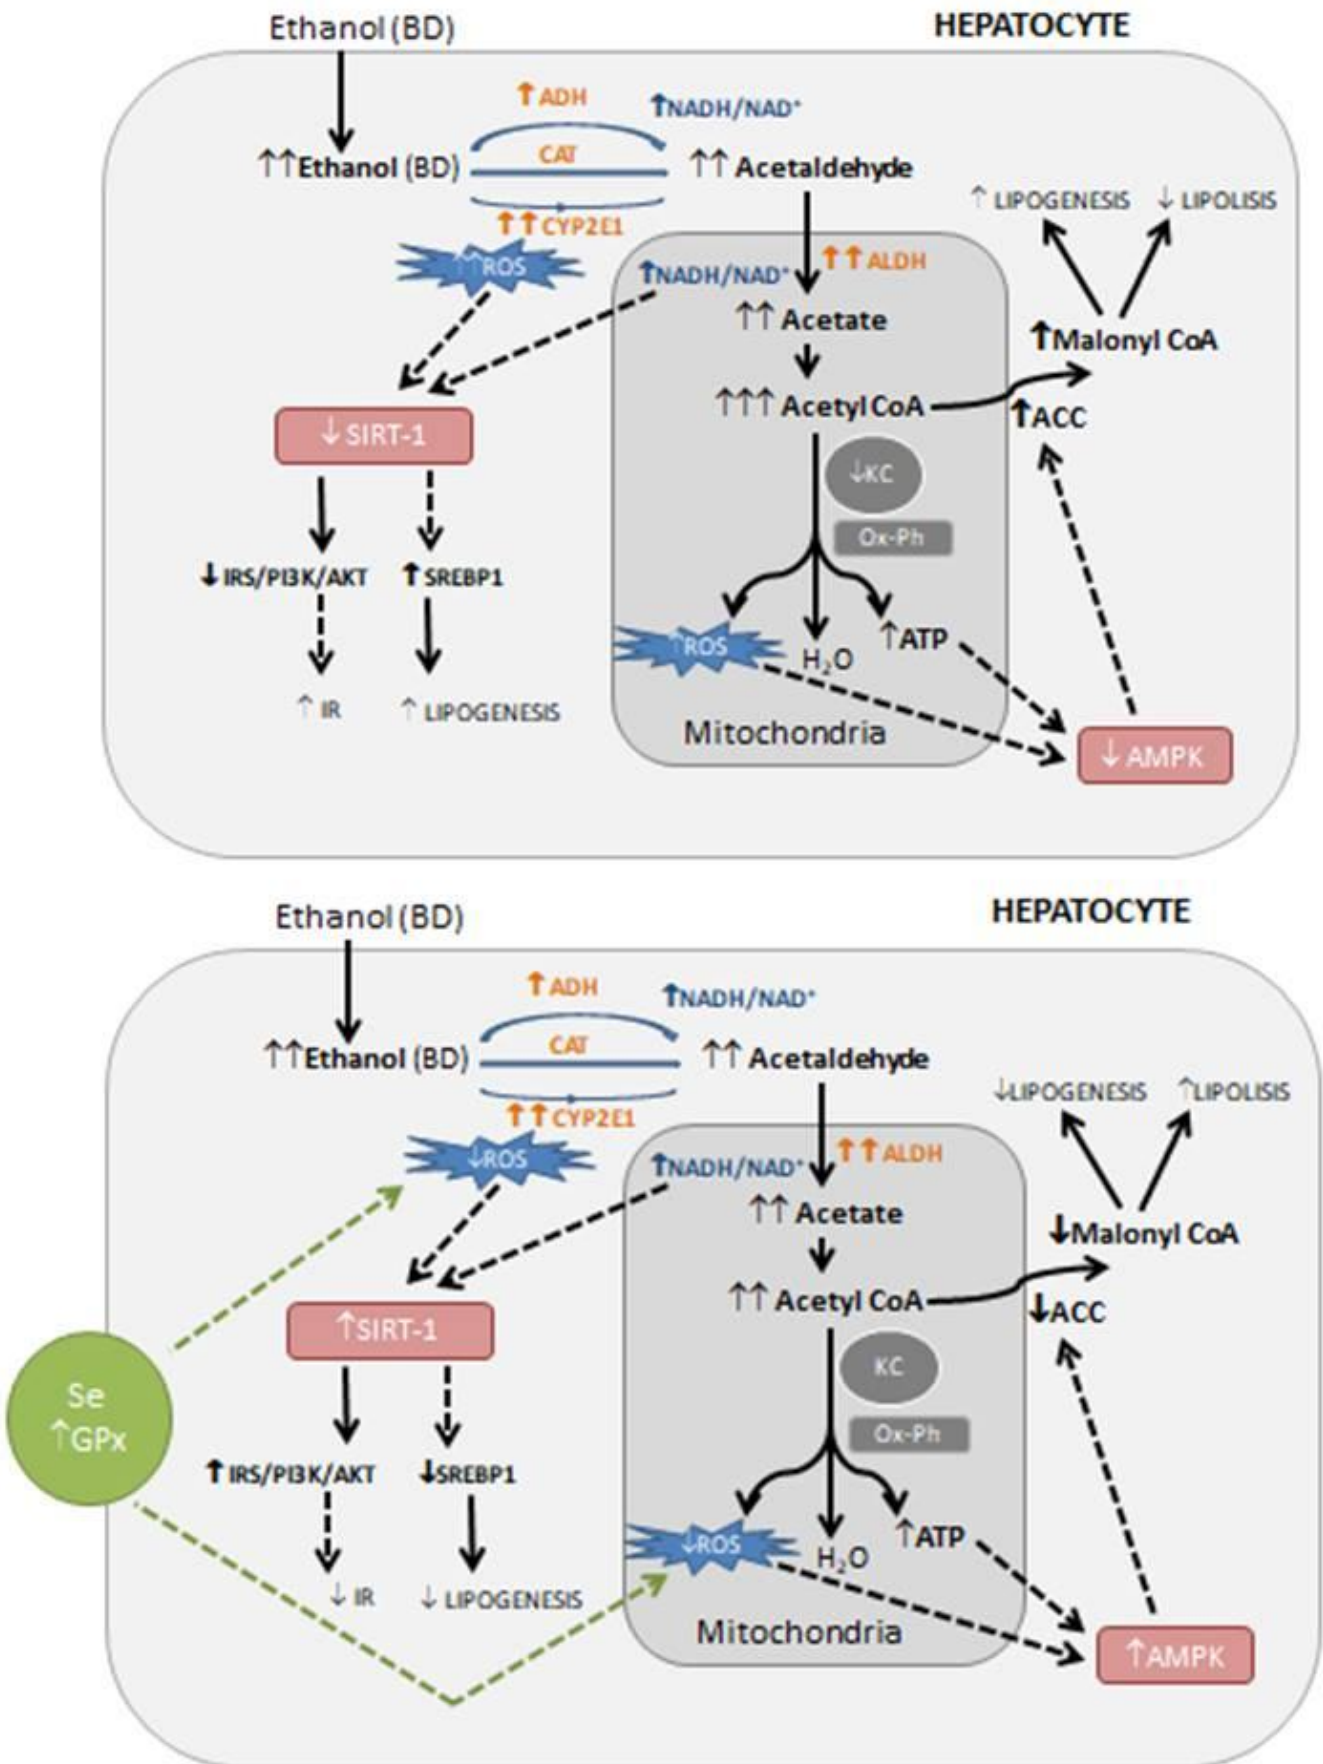 Ethanol (BD)
HEPATOCYTE
↑ADH
↑NADH/NAD⁺
↑↑Ethanol (BD)
CAT
↑↑ Acetaldehyde
↑ LIPOGENESIS ↓ LIPOLISIS
↑↑CYP2E1
↑↑ROS
↑NADH/NAD⁺
↑↑ALDH
↑↑ Acetate
↑Malonyl CoA
↑↑↑ Acetyl CoA
↑ACC
↓SIRT-1
↓KC
Ox-Ph
↓IRS/PI3K/AKT
↑SREBP1
↑ROS
H₂O
↑ATP
↑ IR
↑ LIPOGENESIS
Mitochondria
↓AMPK
Ethanol (BD)
HEPATOCYTE
↑ADH
↑NADH/NAD⁺
↑↑Ethanol (BD)
CAT
↑↑ Acetaldehyde
↓LIPOGENESIS ↑LIPOLISIS
↑↑CYP2E1
↓ROS
↑NADH/NAD⁺
↑↑ALDH
↑↑ Acetate
↓Malonyl CoA
↑↑ Acetyl CoA
↓ACC
↑SIRT-1
KC
Se
↑GPx
Ox-Ph
↑IRS/PI3K/AKT
↓SREBP1
↓ROS
H₂O
↑ATP
↓ IR
↓ LIPOGENESIS
Mitochondria
↑AMPK